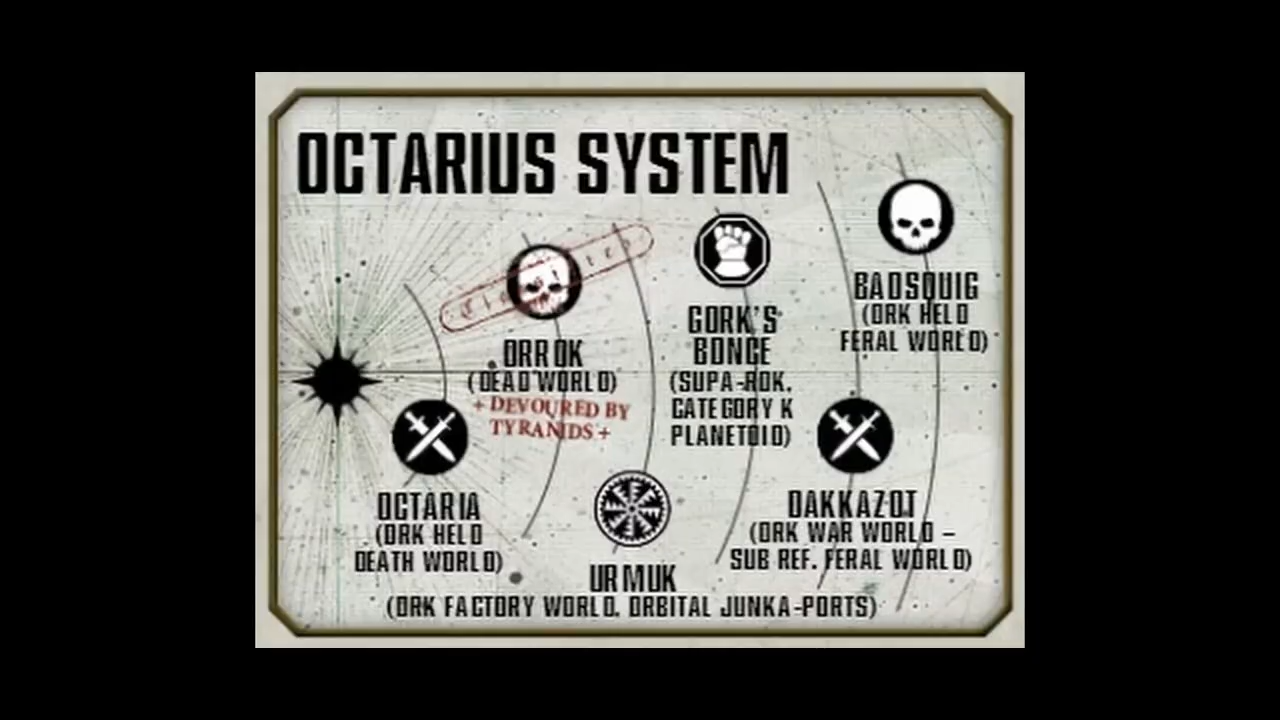 OCTARIUS SYSTEM
BADSQUIG
(ORK HELD
FERAL WORLD)
GORK'S
BONCE
(SUPA-ROK,
CATEGORY K
PLANETOID)
ORROK
(DEAD WORLD)
+ DEVOURED BY
TYRANIDS +
OCTARIA
(ORK HELD
DEATH WORLD)
DAKKAZOT
(ORK WAR WORLD –
SUB REF. FERAL WORLD)
URMUK
(ORK FACTORY WORLD, ORBITAL JUNKA-PORTS)